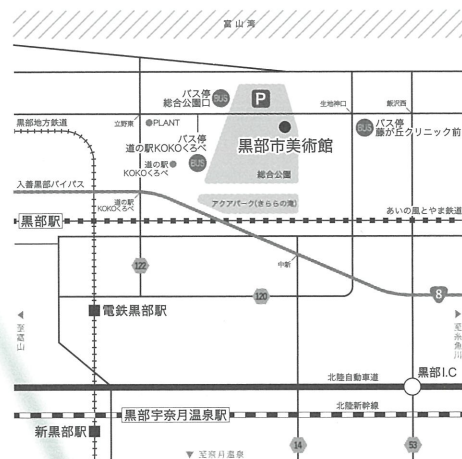 富山湾
バス停
総合公園口
BUS
P
生地神口
飯沢西
黒部地方鉄道
立野東
PLANT
バス停
道の駅KOKOくろべ
BUS
黒部市美術館
BUS
バス停
藤が丘クリニック前
道の駅
KOKOくろべ
総合公園
入善黒部バイパス
道の駅
KOKOくろべ
アクアパーク(きららの滝)
あいの風とやま鉄道
黒部駅
122
中新
120
8
電鉄黒部駅
至富山
至糸魚川
黒部I.C
北陸自動車道
北陸新幹線
黒部宇奈月温泉駅
新黒部駅
14
53